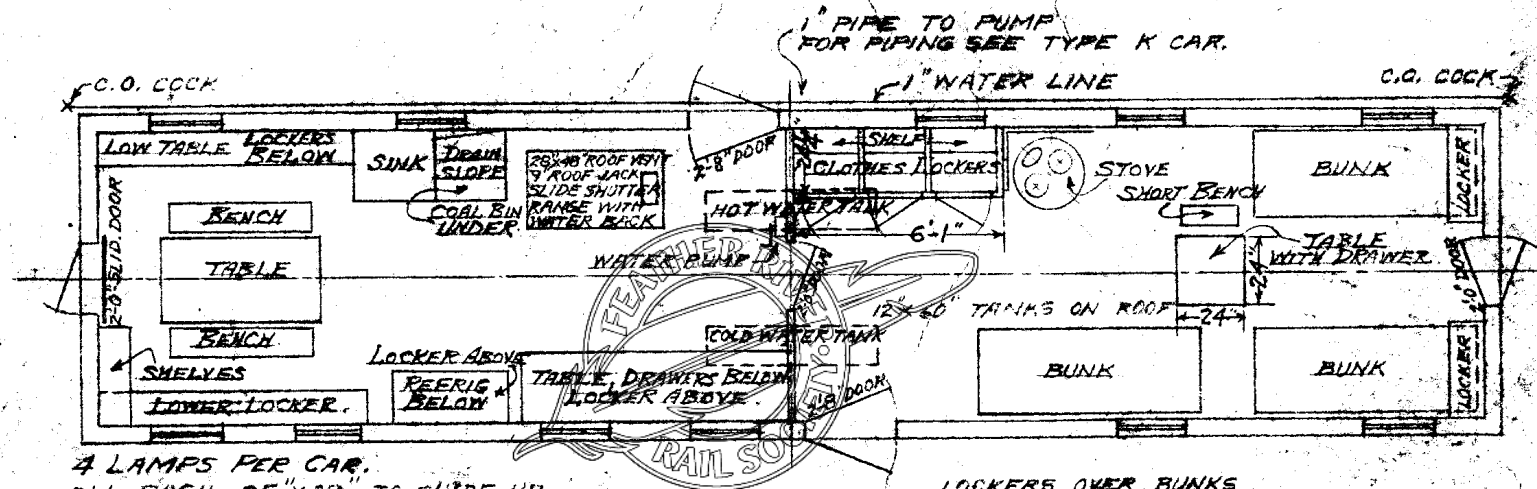 1" PIPE TO PUMP
FOR PIPING SEE TYPE K CAR.
C.O. COCK
1" WATER LINE
C.O. COCK
LOW TABLE LOCKERS
BELOW
SINK
DRAIN
SLOPE
COAL BIN
UNDER.
28"x48" ROOF VENT
9" ROOF JACK
SLIDE SHUTTER
RANGE WITH
WATER BACK
2'-8" DOOR
SHELF
CLOTHES LOCKERS
HOT WATER TANK
6'-1"
STOVE
SHORT BENCH
BUNK
LOCKER
TABLE
WITH DRAWER.
24"
24"
2'-0" SLID. DOOR
BENCH
TABLE
BENCH
SHELVES
LOWER LOCKER.
WATER PUMP
12" x 60" TANKS ON ROOF
COLD WATER TANK
LOCKER ABOVE
REFRIG
BELOW
TABLE, DRAWERS BELOW
LOCKER ABOVE.
2'-8" DOOR
BUNK
BUNK
LOCKER
FEATHER RIVER
RAIL SOCIETY
4 LAMPS PER CAR.
LOCKERS OVER BUNKS